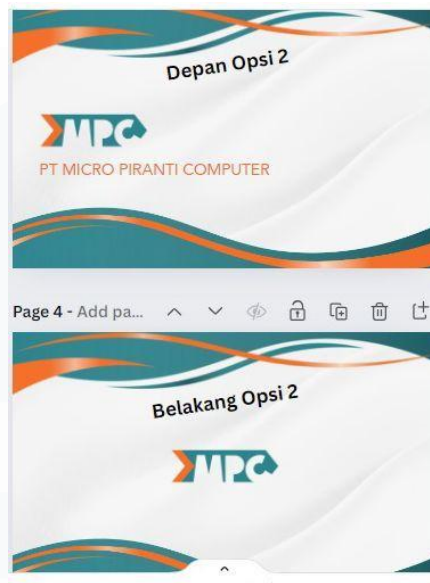 Depan Opsi 2
MPC
PT MICRO PIRANTI COMPUTER
Page 4 - Add pa...
Belakang Opsi 2
MPC